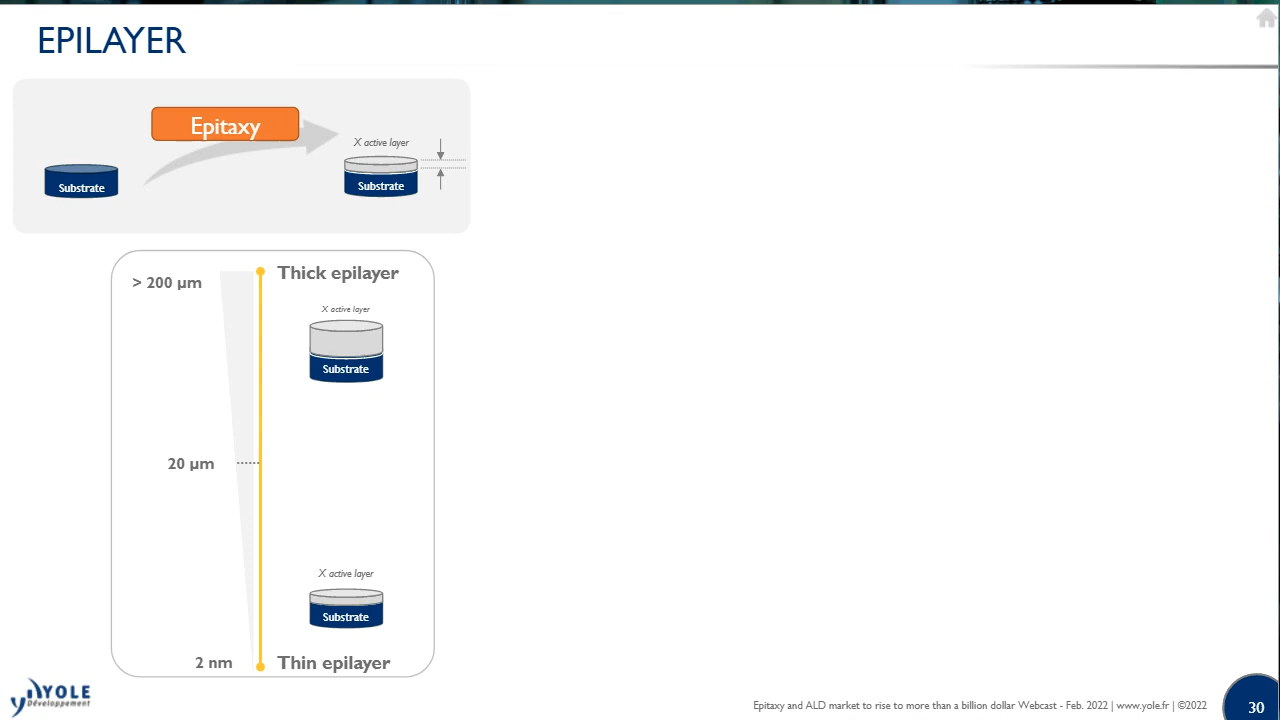 EPILAYER
Epitaxy
X active layer
Substrate
Substrate
> 200 µm
Thick epilayer
X active layer
Substrate
20 µm
X active layer
Substrate
2 nm
Thin epilayer
YOLE
Développement
Epitaxy and ALD market to rise to more than a billion dollar Webcast - Feb. 2022 | www.yole.fr | ©2022
30